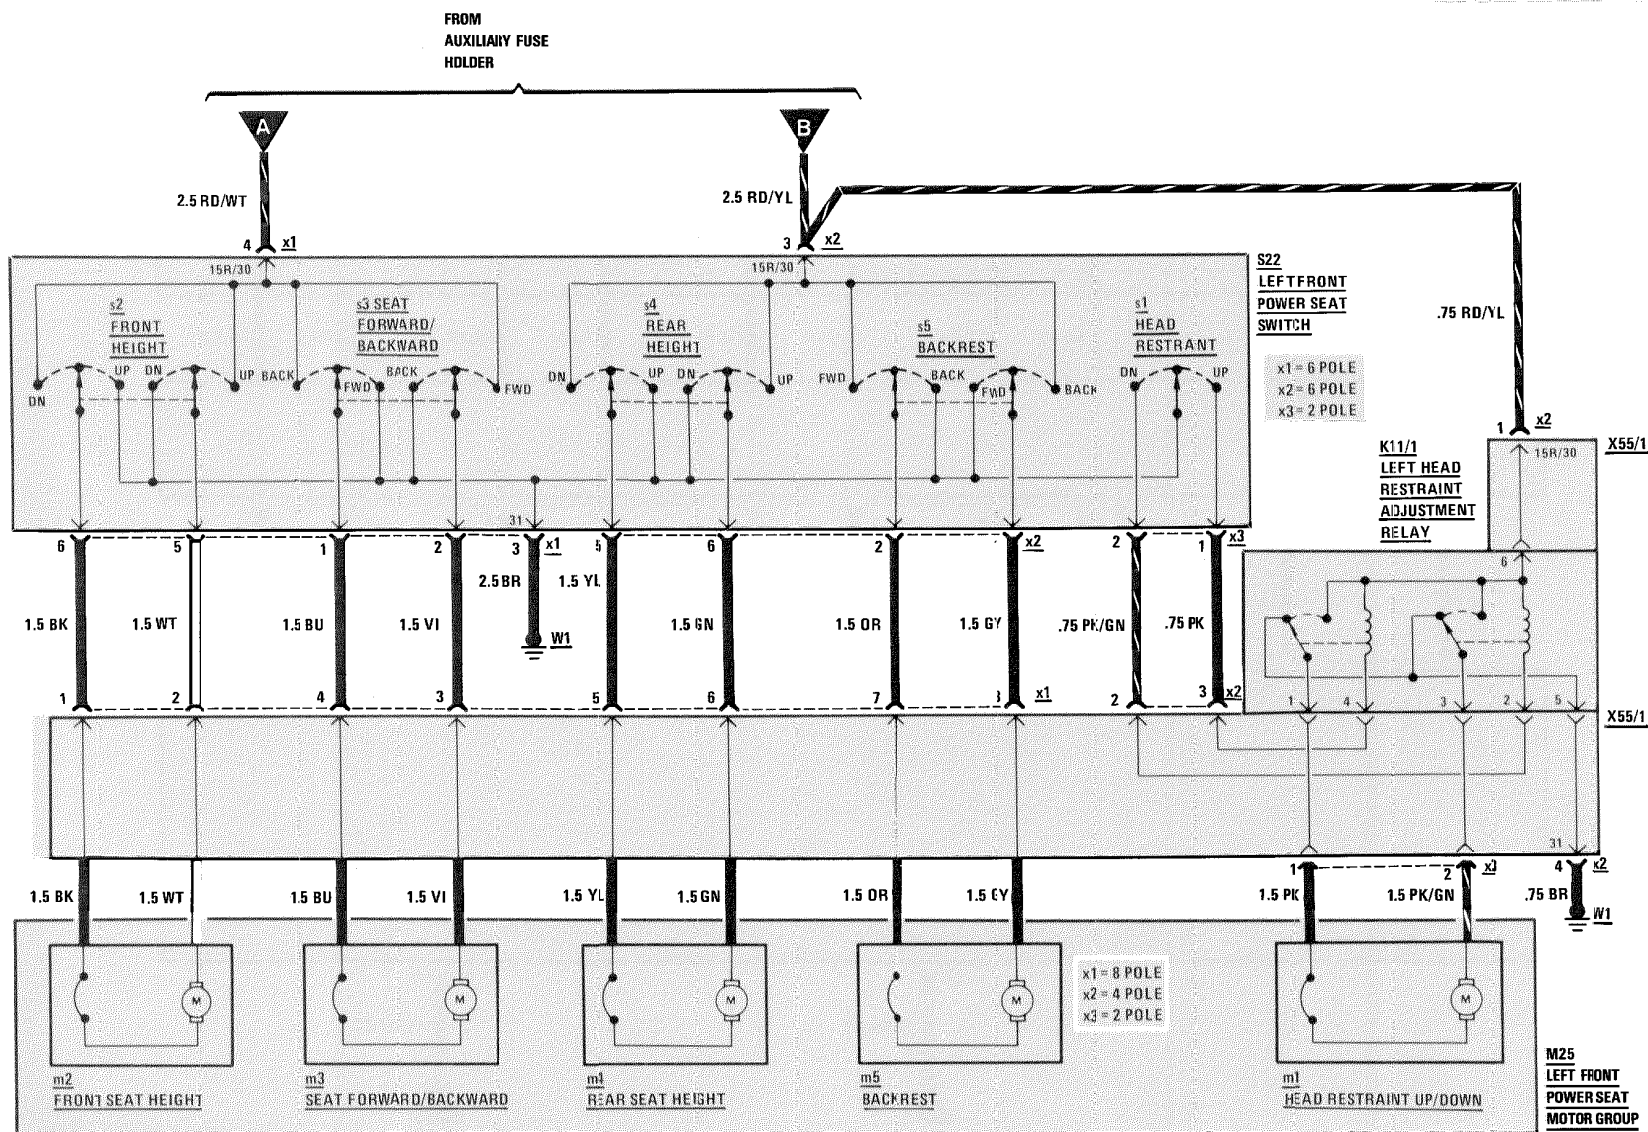 FROM
AUXILIARY FUSE
HOLDER
A
B
2.5 RD/WT
2.5 RD/YL
4 x1
3 x2
15R/30
15R/30
S22
LEFT FRONT
POWER SEAT
SWITCH
s2
FRONT
HEIGHT
s3 SEAT
FORWARD/
BACKWARD
s4
REAR
HEIGHT
s5
BACKREST
s1
HEAD
RESTRANT
.75 RD/YL
x1 = 6 POLE
x2 = 6 POLE
x3 = 2 POLE
DN UP DN UP BACK FWD BACK FWD DN UP DN UP FWD BACK FWD BACK DN UP
1 x2
X55/1
15R/30
K11/1
LEFT HEAD
RESTRAINT
ADJUSTMENT
RELAY
31
6 5 1 2 3 x1 5 6 2 x2 2 1 x3
6
2.5 BR 1.5 YL
1.5 BK 1.5 WT 1.5 BU 1.5 VI W1 1.5 GN 1.5 OR 1.5 GY .75 PK/GN .75 PK
1 2 4 3 5 6 7 x1 2 3 x2
1 4 3 2 5
X55/1
31
1 2 x3 4 x2
1.5 BK 1.5 WT 1.5 BU 1.5 VI 1.5 YL 1.5 GN 1.5 OR 1.5 GY 1.5 PK 1.5 PK/GN .75 BR
W1
M M M M M
x1 = 8 POLE
x2 = 4 POLE
x3 = 2 POLE
m2
FRONT SEAT HEIGHT
m3
SEAT FORWARD/BACKWARD
m4
REAR SEAT HEIGHT
m5
BACKREST
m1
HEAD RESTRAINT UP/DOWN
M25
LEFT FRONT
POWER SEAT
MOTOR GROUP